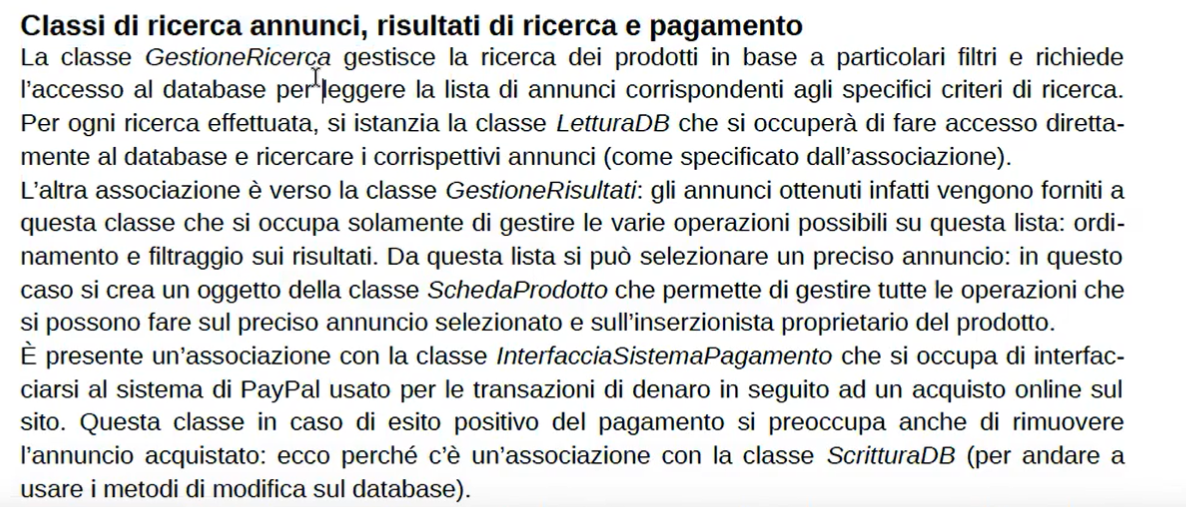 Classi di ricerca annunci, risultati di ricerca e pagamento
La classe GestioneRicerca gestisce la ricerca dei prodotti in base a particolari filtri e richiede
l'accesso al database per leggere la lista di annunci corrispondenti agli specifici criteri di ricerca.
Per ogni ricerca effettuata, si istanzia la classe LetturaDB che si occuperà di fare accesso diretta-
mente al database e ricercare i corrispettivi annunci (come specificato dall'associazione).
L'altra associazione è verso la classe GestioneRisultati: gli annunci ottenuti infatti vengono forniti a
questa classe che si occupa solamente di gestire le varie operazioni possibili su questa lista: ordi-
namento e filtraggio sui risultati. Da questa lista si può selezionare un preciso annuncio: in questo
caso si crea un oggetto della classe SchedaProdotto che permette di gestire tutte le operazioni che
si possono fare sul preciso annuncio selezionato e sull'inserzionista proprietario del prodotto.
È presente un'associazione con la classe InterfacciaSistemaPagamento che si occupa di interfac-
ciarsi al sistema di PayPal usato per le transazioni di denaro in seguito ad un acquisto online sul
sito. Questa classe in caso di esito positivo del pagamento si preoccupa anche di rimuovere
l'annuncio acquistato: ecco perché c'è un'associazione con la classe ScritturaDB (per andare a
usare i metodi di modifica sul database).